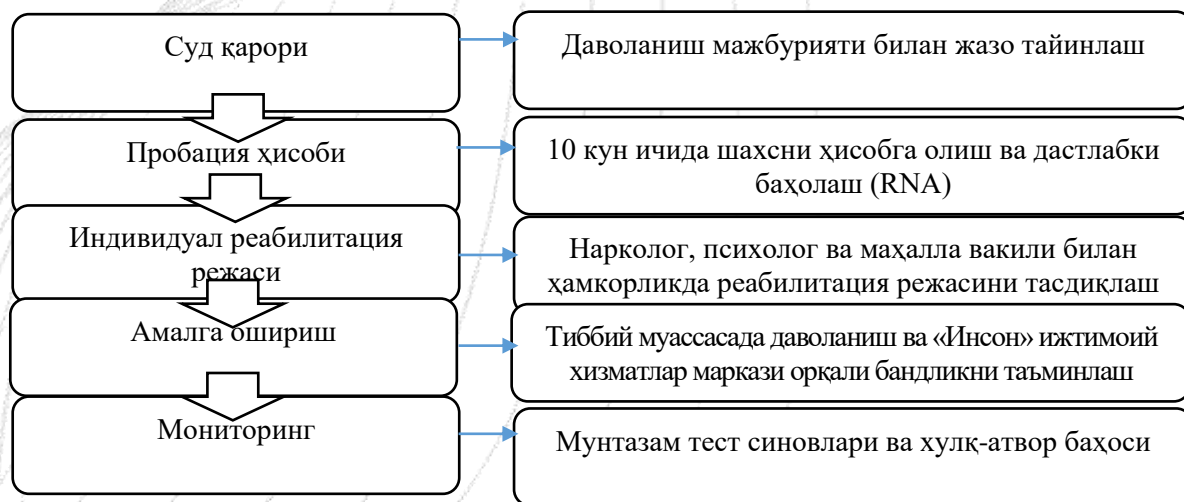 Суд қарори
Даволаниш мажбурияти билан жазо тайинлаш
Пробация ҳисоби
10 кун ичида шахсни ҳисобга олиш ва дастлабки
баҳолаш (RNA)
Индивидуал реабилитация
режаси
Нарколог, психолог ва маҳалла вакили билан
ҳамкорликда реабилитация режасини тасдиқлаш
Амалга ошириш
Тиббий муассасада даволаниш ва «Инсон» ижтимоий
хизматлар маркази орқали бандликни таъминлаш
Мониторинг
Мунтазам тест синовлари ва хулқ-атвор баҳоси